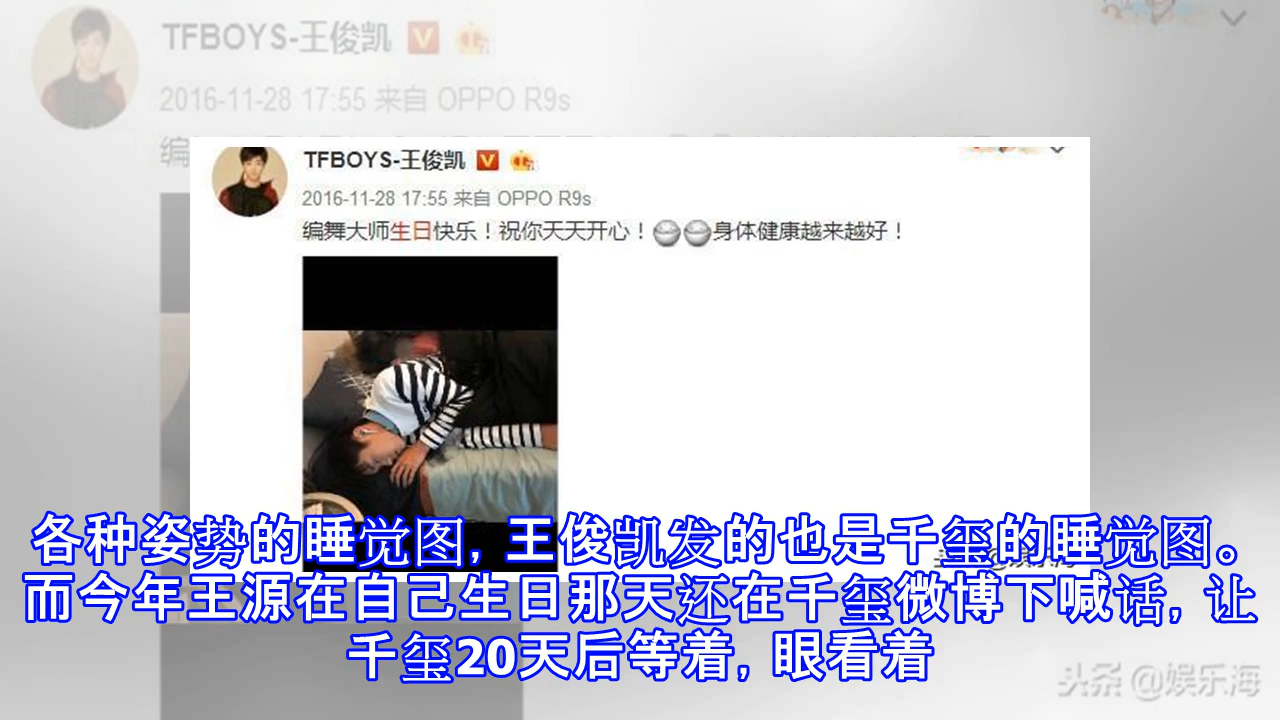 TFBOYS-王俊凯
2016-11-28 17:55 来自 OPPO R9s
编
TFBOYS-王俊凯
2016-11-28 17:55 来自 OPPO R9s
编舞大师生日快乐！祝你天天开心！身体健康越来越好！
各种姿势的睡觉图, 王俊凯发的也是千玺的睡觉图。
而今年王源在自己生日那天还在千玺微博下喊话, 让
千玺20天后等着, 眼看着
头条 @娱乐海